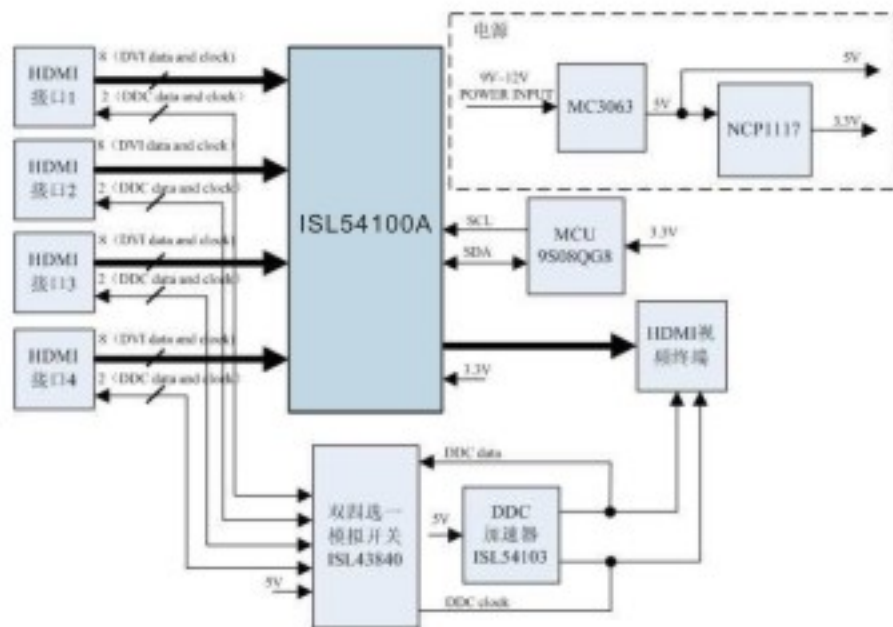 HDMI
接口1
8（DVI data and clock)
2（DDC data and clock）
HDMI
接口2
8（DVI data and clock)
2（DDC data and clock)
HDMI
接口3
8（DVI data and clock)
2（DDC data and clock)
HDMI
接口4
8（DVI data and clock)
2（DDC data and clock)
ISL54100A
电源
9V~12V
POWER INPUT
MC3063
5V
NCP1117
5V
3.3V
SCL
SDA
MCU
9S08QG8
3.3V
HDMI视
频终端
3.3V
双四选一
模拟开关
ISL43840
5V
DDC data
5V
DDC
加速器
ISL54103
DDC clock